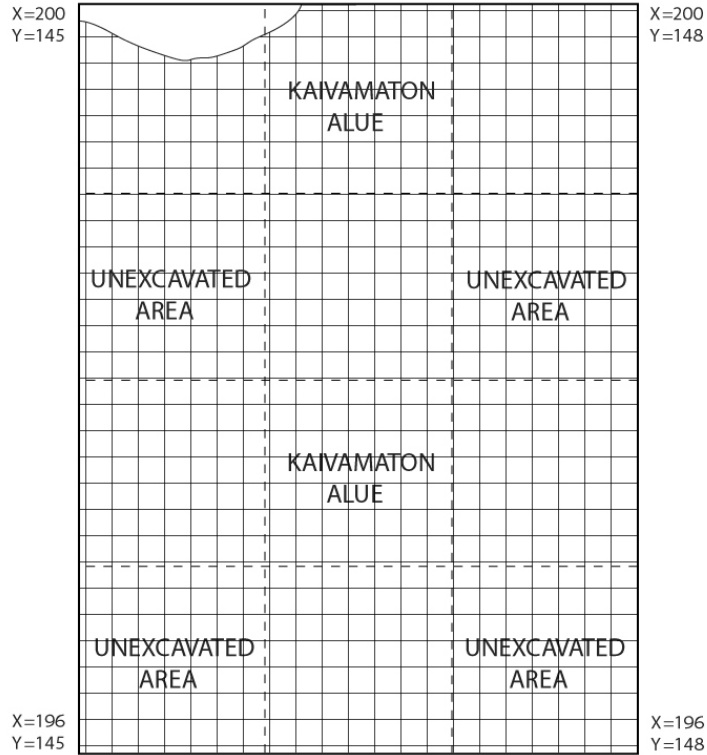 X=200
Y=145
X=200
Y=148
KAIVAMATON
ALUE
UNEXCAVATED
AREA
UNEXCAVATED
AREA
KAIVAMATON
ALUE
UNEXCAVATED
AREA
UNEXCAVATED
AREA
X=196
Y=145
X=196
Y=148